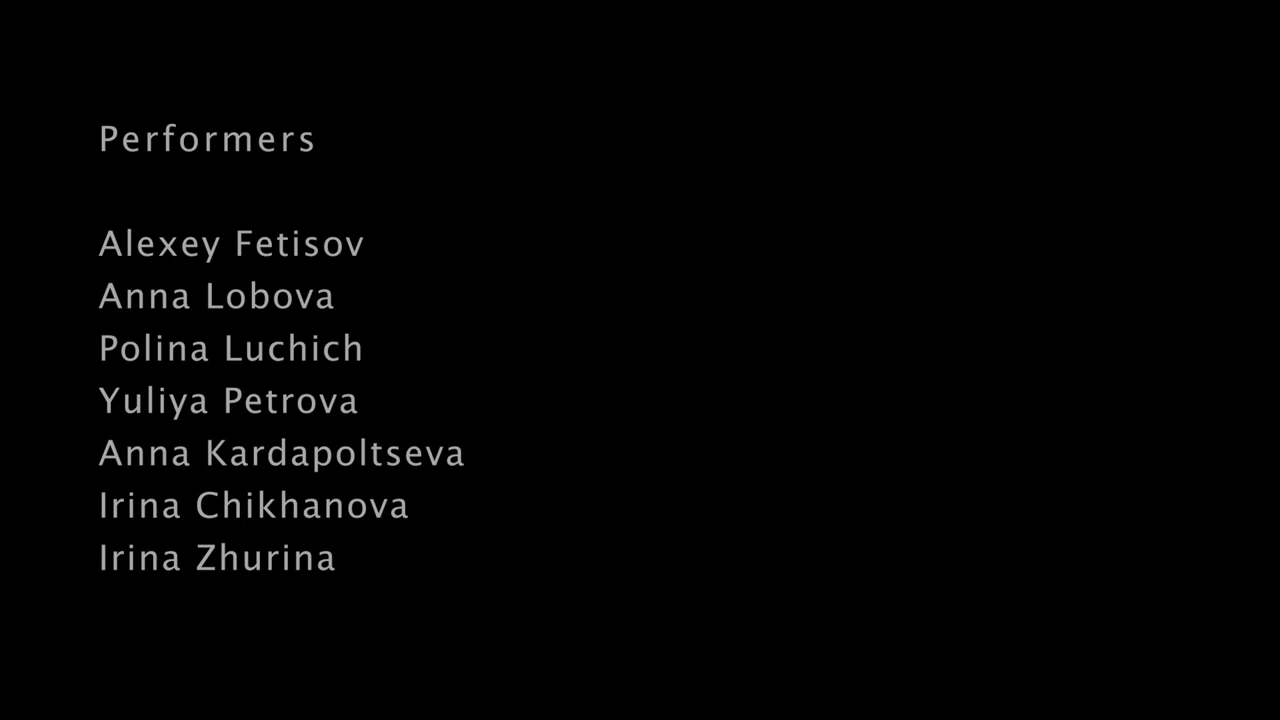 Performers
Alexey Fetisov
Anna Lobova
Polina Luchich
Yuliya Petrova
Anna Kardapoltseva
Irina Chikhanova
Irina Zhurina